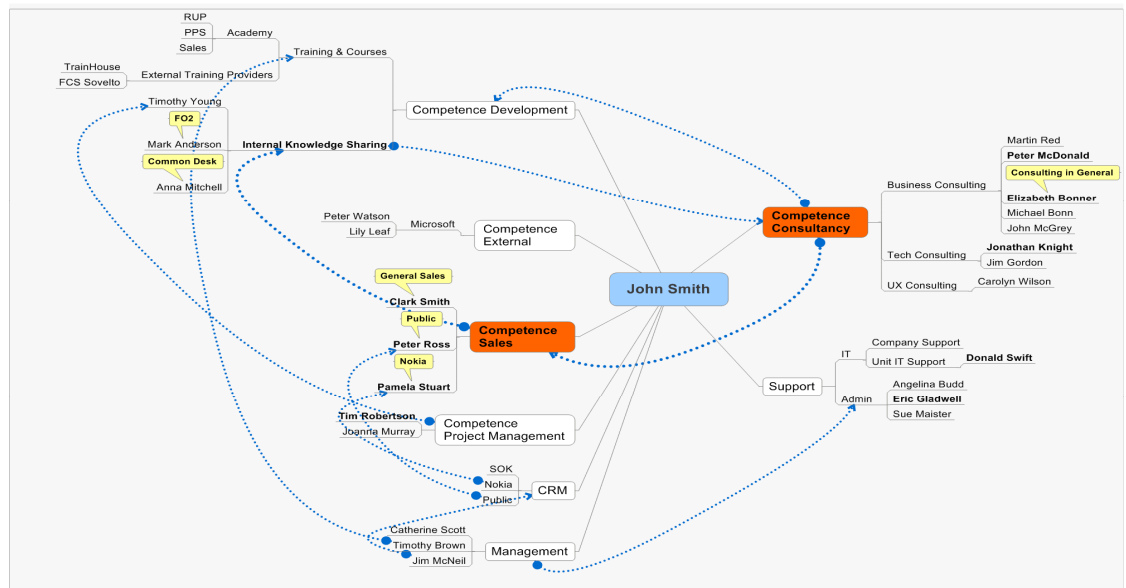 RUP
PPS
Sales
Academy
Training & Courses
TrainHouse
FCS Sovelto
External Training Providers
Timothy Young
FO2
Mark Anderson
Common Desk
Anna Mitchell
Internal Knowledge Sharing
Competence Development
Peter Watson
Lily Leaf
Microsoft
Competence
External
General Sales
Clark Smith
Public
Peter Ross
Nokia
Pamela Stuart
Competence
Sales
Tim Robertson
Joanna Murray
Competence
Project Management
SOK
Nokia
Public
CRM
Catherine Scott
Timothy Brown
Jim McNeil
Management
John Smith
Competence
Consultancy
Business Consulting
Martin Red
Peter McDonald
Consulting in General
Elizabeth Bonner
Michael Bonn
John McGrey
Tech Consulting
Jonathan Knight
Jim Gordon
UX Consulting
Carolyn Wilson
Support
IT
Company Support
Unit IT Support
Donald Swift
Admin
Angelina Budd
Eric Gladwell
Sue Maister